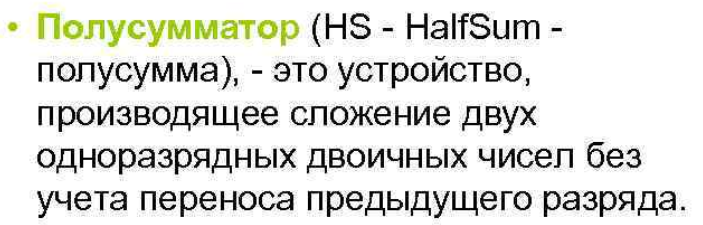 • Полусумматор (HS - HalfSum -
полусумма), - это устройство,
производящее сложение двух
одноразрядных двоичных чисел без
учета переноса предыдущего разряда.